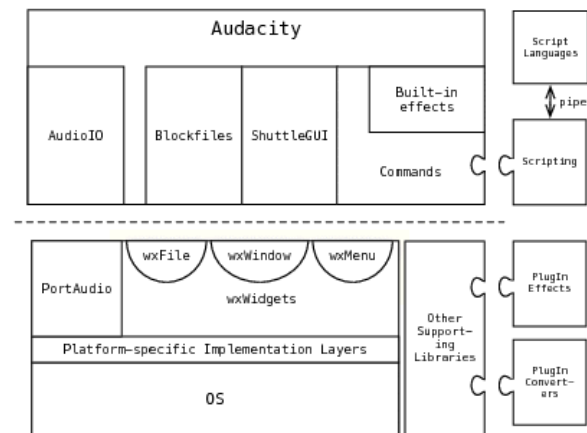 Audacity
Script
Languages
pipe
Built-in
effects
AudioIO
Blockfiles
ShuttleGUI
Commands
Scripting
wxFile
wxWindow
wxMenu
PortAudio
wxWidgets
Platform-specific Implementation Layers
OS
Other
Support-
ing
Libraries
PlugIn
Effects
PlugIn
Convert-
ers